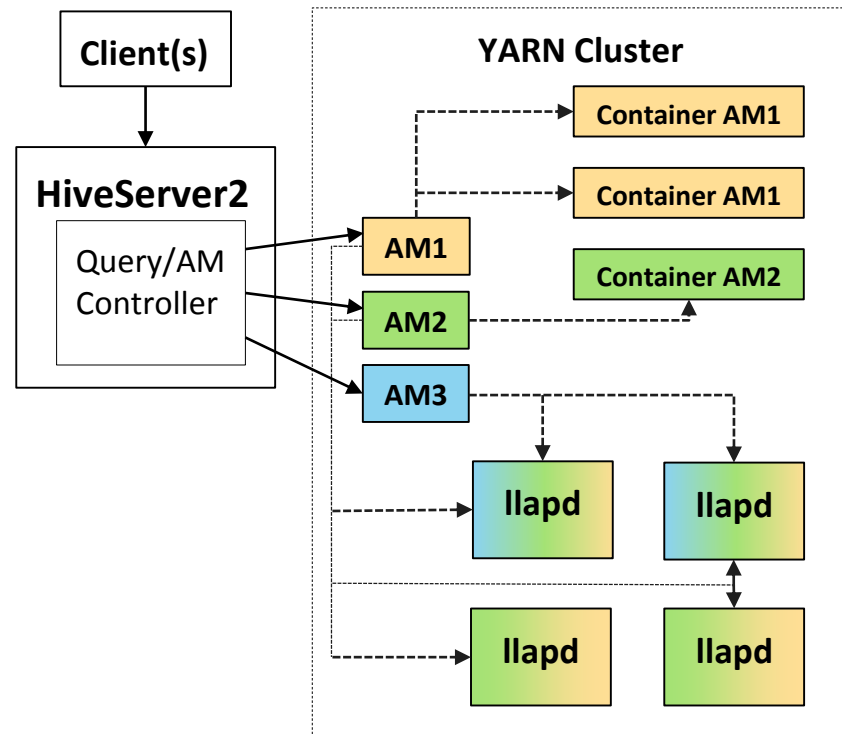 Client(s)
YARN Cluster
Container AM1
Container AM1
HiveServer2
Query/AM
Controller
AM1
Container AM2
AM2
AM3
llapd
llapd
llapd
llapd